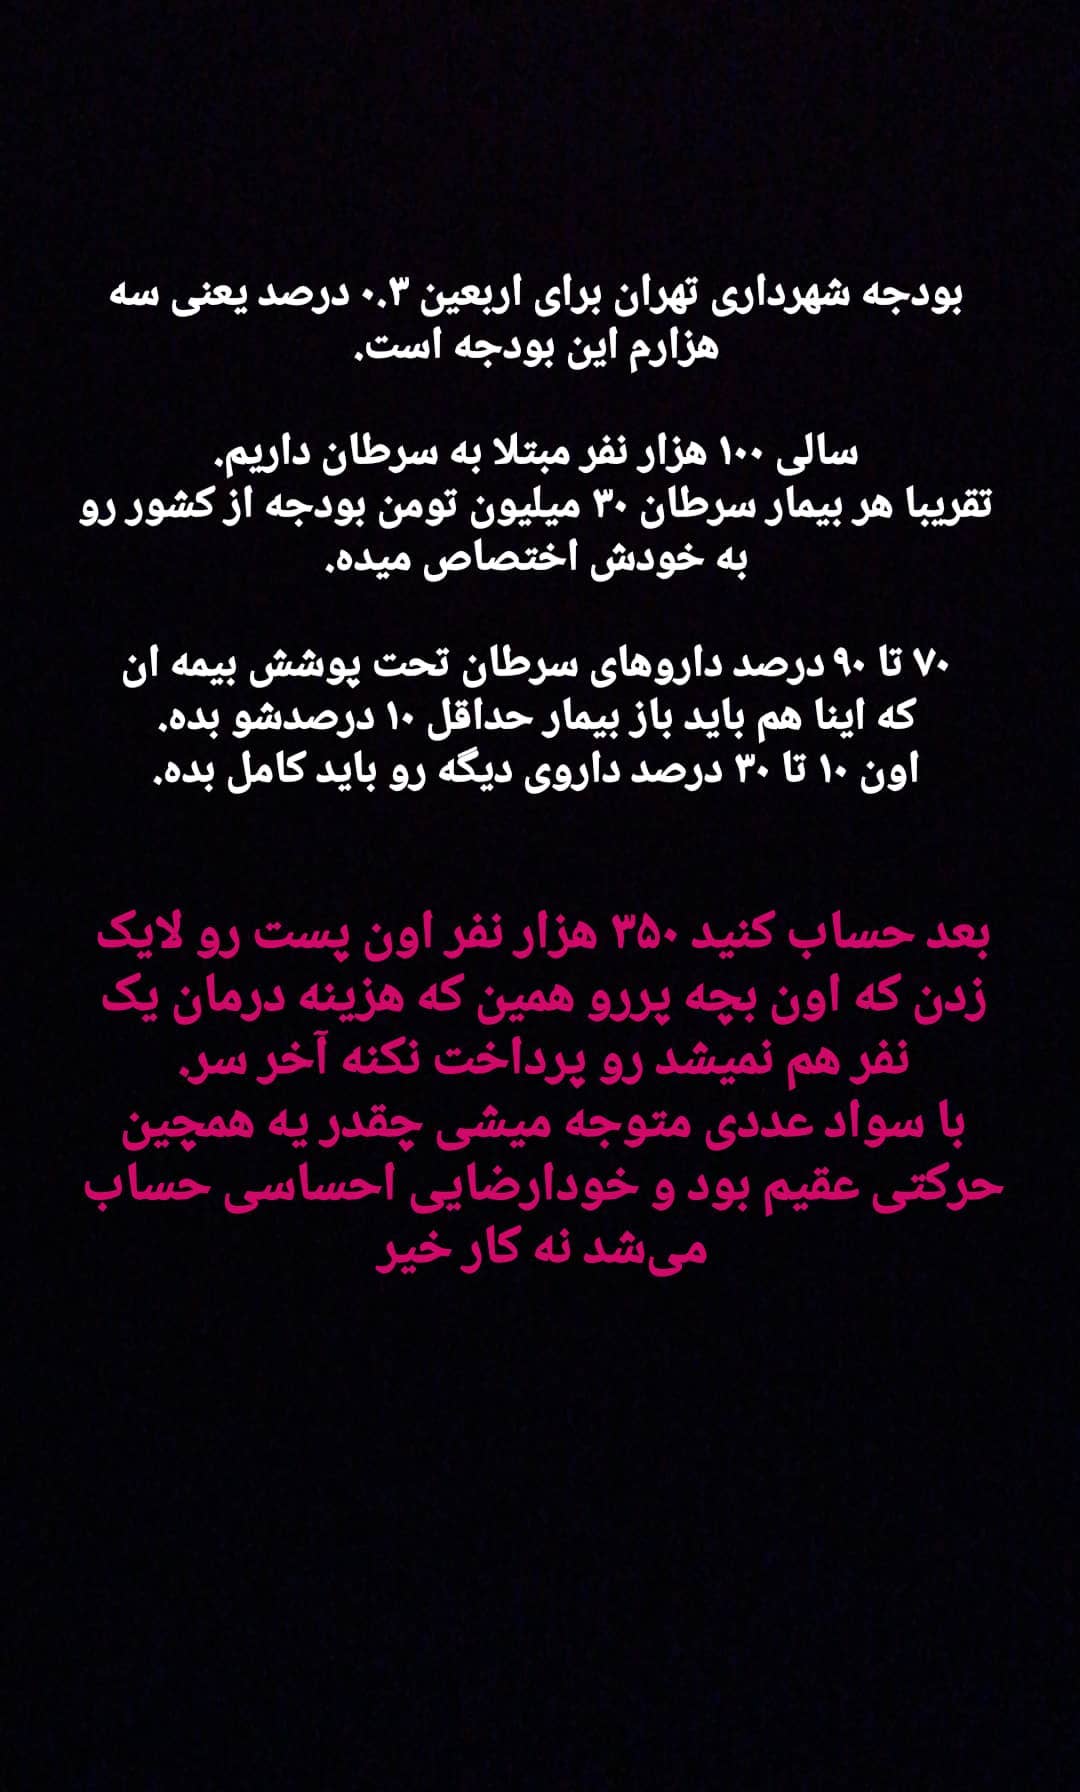 بودجه شهرداری تهران برای اربعین ۰.۳ درصد یعنی سه
هزارم این بودجه است.
سالی ۱۰۰ هزار نفر مبتلا به سرطان داریم.
تقریبا هر بیمار سرطان ۳۰ میلیون تومن بودجه از کشور رو
به خودش اختصاص میده.
۷۰ تا ۹۰ درصد داروهای سرطان تحت پوشش بیمه ان
که اینا هم باید باز بیمار حداقل ۱۰ درصدشو بده.
اون ۱۰ تا ۳۰ درصد داروی دیگه رو باید کامل بده.
بعد حساب کنید ۳۵۰ هزار نفر اون پست رو لایک
زدن که اون بچه پررو همین که هزینه درمان یک
نفر هم نمیشد رو پرداخت نکنه آخر سر.
با سواد عددی متوجه میشی چقدر یه همچین
حرکتی عقیم بود و خودارضایی احساسی حساب
می‌شد نه کار خیر